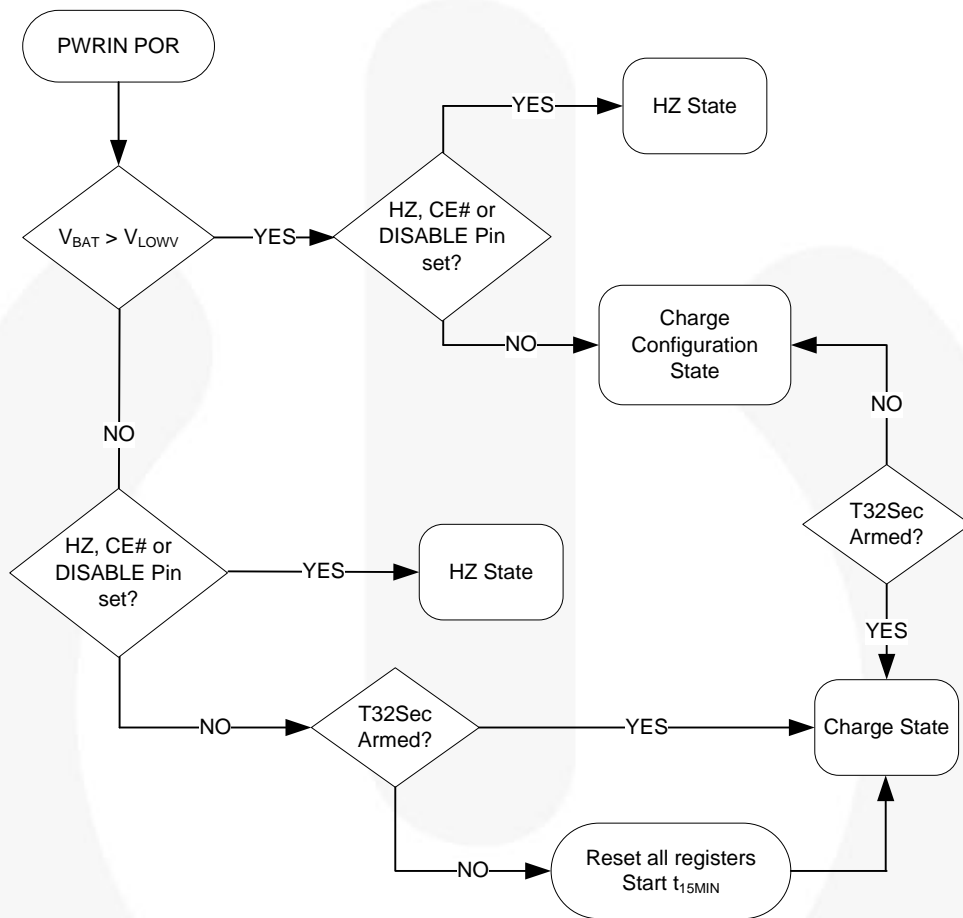 PWRIN POR
YES
HZ State
V_BAT > V_LOWV
YES
HZ, CE# or
DISABLE Pin
set?
NO
Charge
Configuration
State
NO
NO
T32Sec
Armed?
HZ, CE# or
DISABLE Pin
set?
YES
HZ State
YES
NO
T32Sec
Armed?
YES
Charge State
NO
Reset all registers
Start t_15MIN